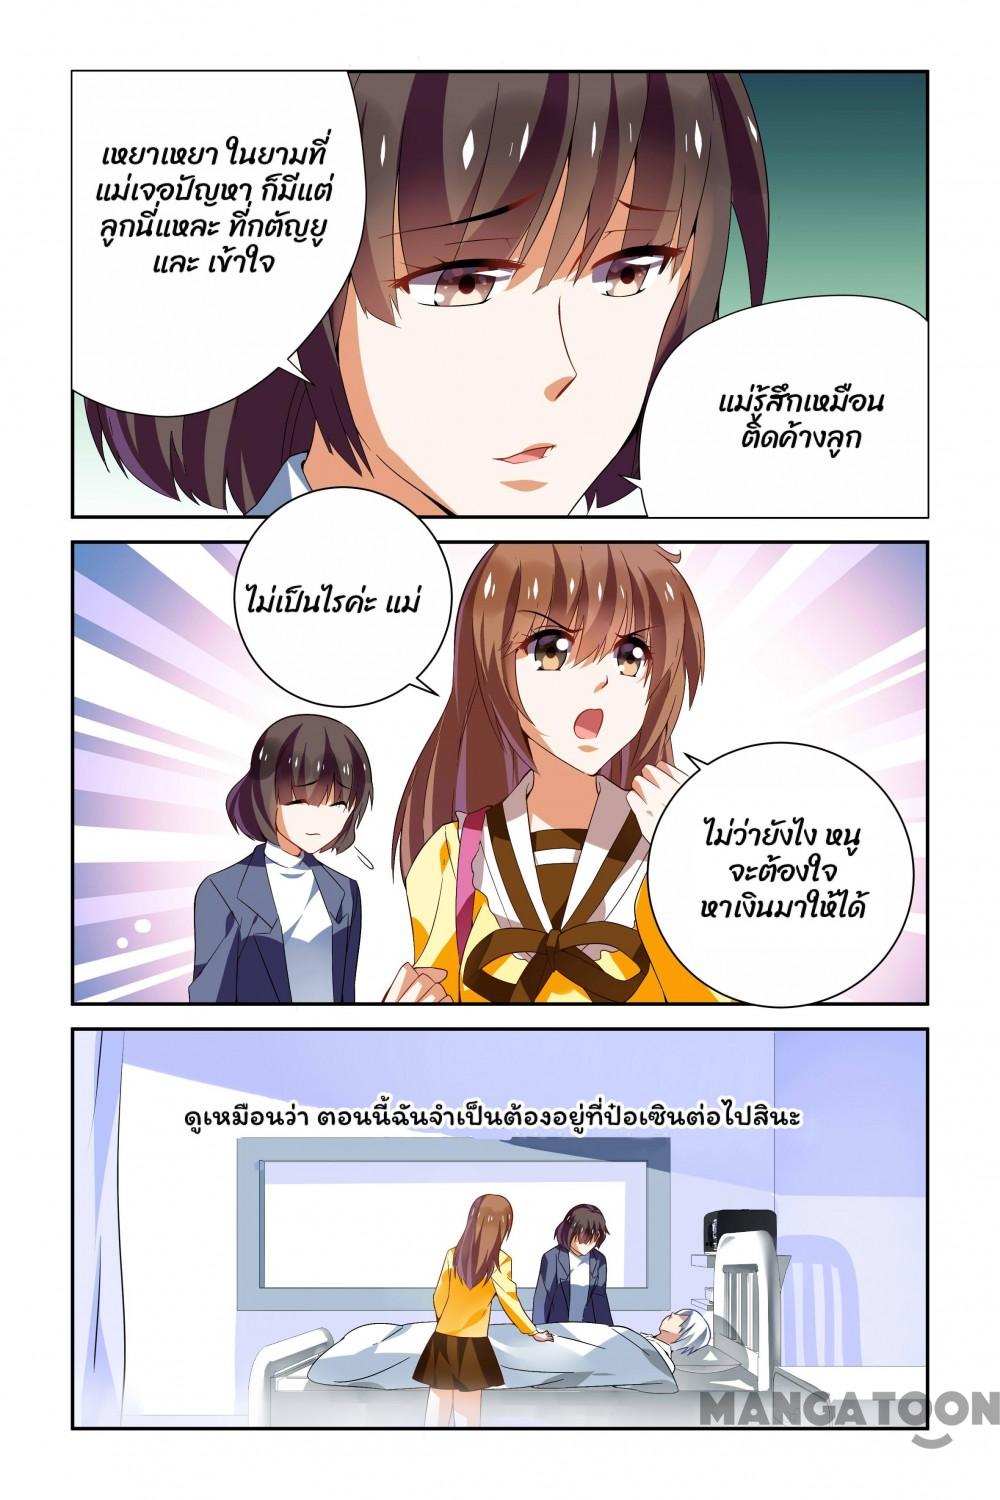 เหยาเหยา ในยามที่
แม่เจอปัญหา ก็มีแต่
ลูกนี่แหละ ที่กตัญยู
และ เข้าใจ
แม่รู้สึกเหมือน
ติดค้างลูก
ไม่เป็นไรค่ะ แม่
ไม่ว่ายังไง หนู
จะต้องใจ
หาเงินมาให้ได้
ดูเหมือนว่า ตอนนี้ฉันจำเป็นต้องอยู่ที่ป๋อเซินต่อไปสินะ
MANGATOON